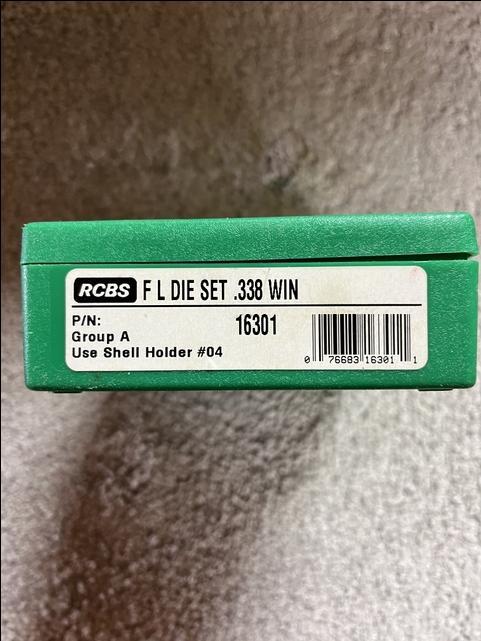 RCBS F L DIE SET .338 WIN
P/N: 16301
Group A
Use Shell Holder #04
0 76683 16301 1